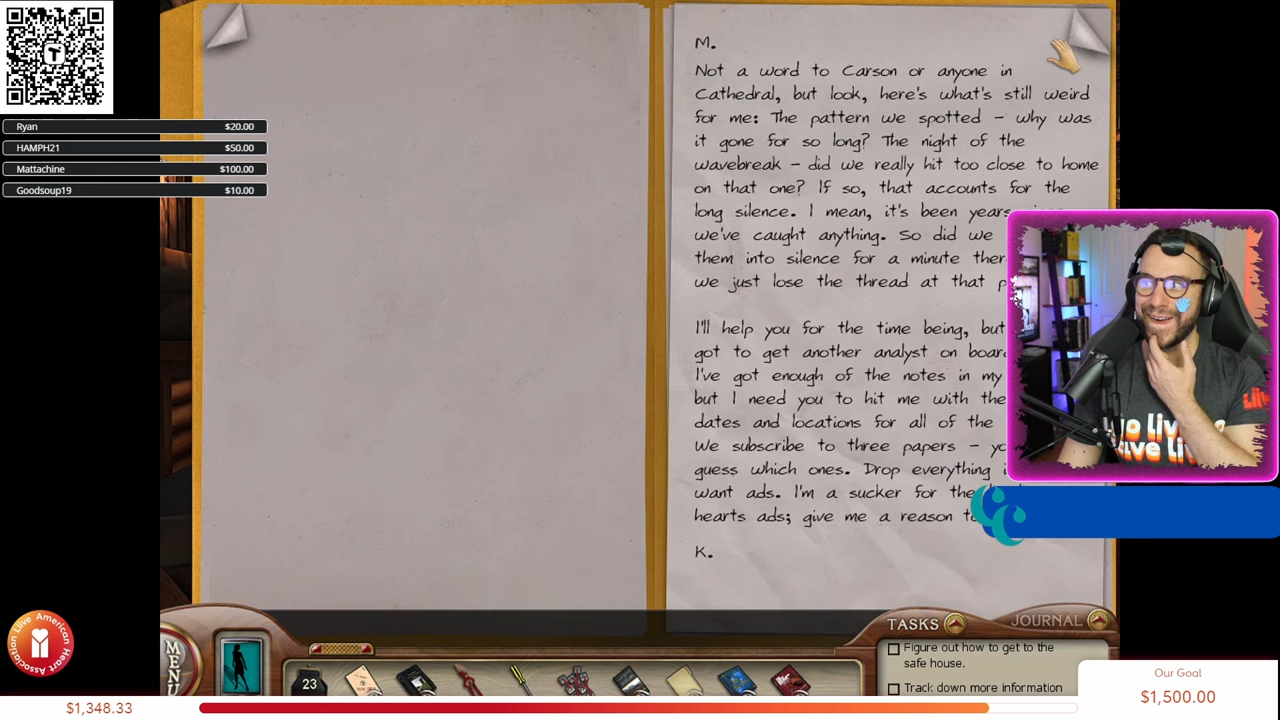 Ryan $20.00
HAMPH21 $50.00
Mattachine $100.00
Goodsoup19 $10.00
M.
Not a word to Carson or anyone in
Cathedral, but look, here's what's still weird
for me: The pattern we spotted - why was
it gone for so long? The night of the
wavebreak - did we really hit too close to home
on that one? If so, that accounts for the
long silence. I mean, it's been years
we've caught anything. So did we
them into silence for a minute
we just lose the thread at that
I'll help you for the time being, but
got to get another analyst on
I've got enough of the notes in my
but I need you to hit me with the
dates and locations for all of the
We subscribe to three papers -
guess which ones. Drop everything
want ads. I'm a sucker for the
hearts ads; give me a reason
K.
LIVE
American Heart Association Live
MENU
23
TASKS
JOURNAL
Figure out how to get to the
safe house.
Track down more information
Our Goal
$1,500.00
$1,348.33